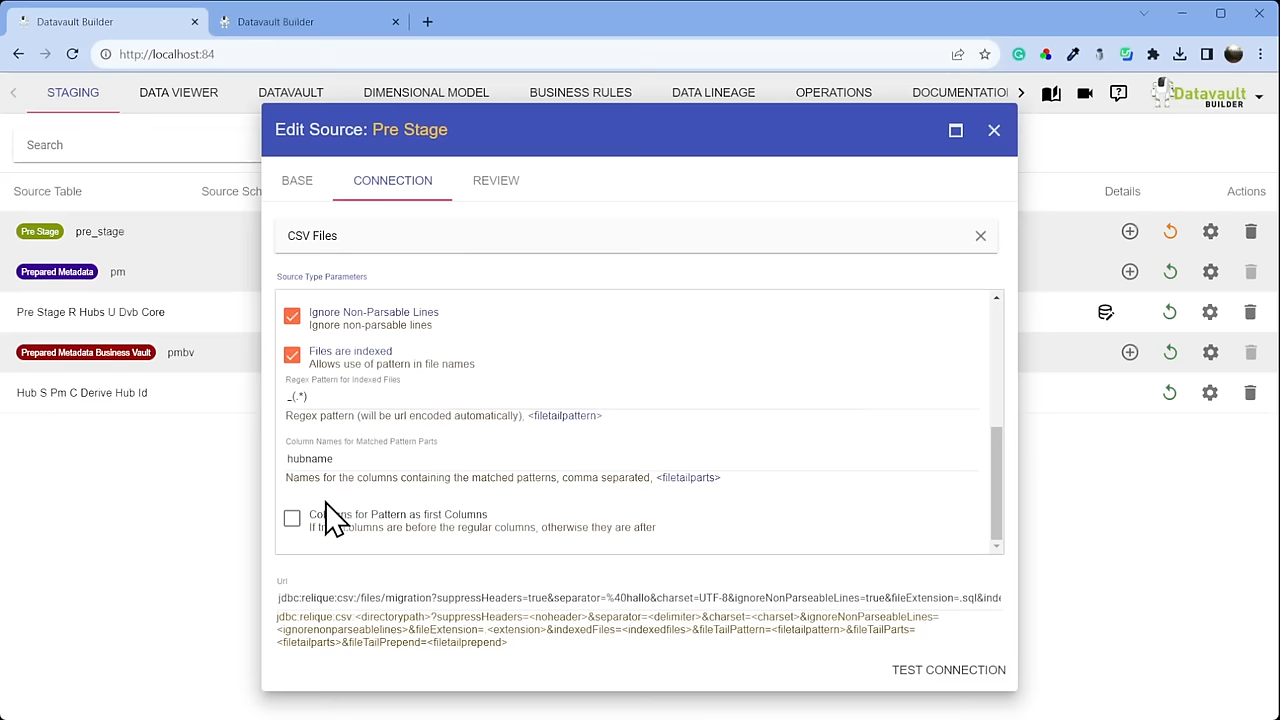 Datavault Builder
Datavault Builder
http://localhost:84
STAGING
DATA VIEWER
DATAVAULT
DIMENSIONAL MODEL
BUSINESS RULES
DATA LINEAGE
OPERATIONS
DOCUMENTATIO
Datavault
BUILDER
Search
Edit Source: Pre Stage
BASE
CONNECTION
REVIEW
Source Table
Source Sch
Details
Actions
Pre Stage pre_stage
Prepared Metadata pm
Pre Stage R Hubs U Dvb Core
Prepared Metadata Business Vault pmbv
Hub S Pm C Derive Hub Id
CSV Files
Source Type Parameters
Ignore Non-Parsable Lines
Ignore non-parsable lines
Files are indexed
Allows use of pattern in file names
Regex Pattern for Indexed Files
_(.*)
Regex pattern (will be url encoded automatically), <filetailpattern>
Column Names for Matched Pattern Parts
hubname
Names for the columns containing the matched patterns, comma separated, <filetailparts>
for Pattern as first Columns
columns are before the regular columns, otherwise they are after
Url
jdbc:relique:csv:/files/migration?suppressHeaders=true&separator=%40hallo&charset=UTF-8&ignoreNonParseableLines=true&fileExtension=.sql&inde
jdbc:relique:csv:<directorypath>?suppressHeaders=<noheader>&separator=<delimiter>&charset=<charset>&ignoreNonParseableLines=
<ignorenonparseablelines>&fileExtension=.<extension>&indexedFiles=<indexedfiles>&fileTailPattern=<filetailpattern>&fileTailParts=
<filetailparts>&fileTailPrepend=<filetailprepend>
TEST CONNECTION